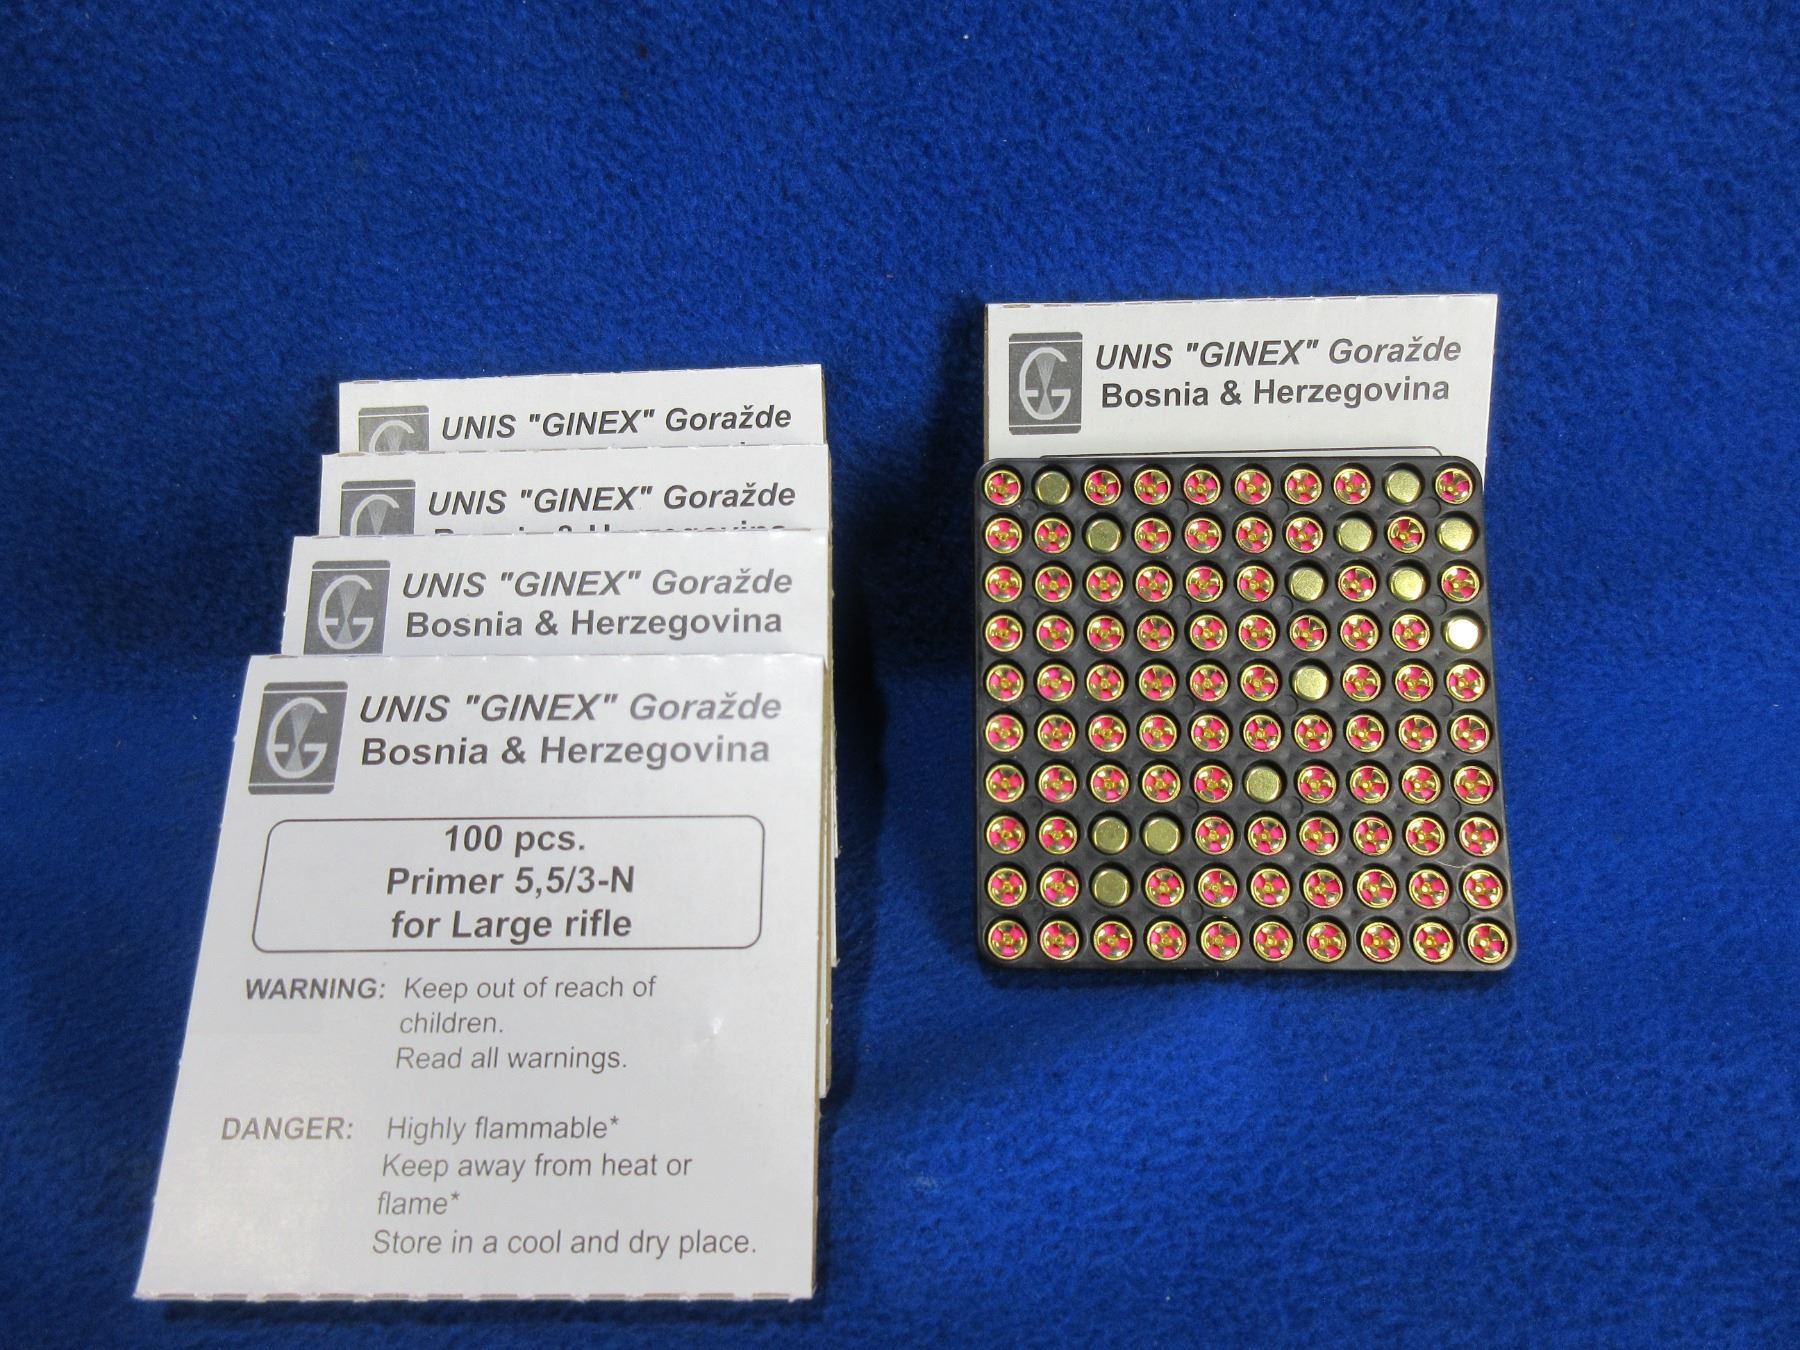 UNIS "GINEX" Goražde
UNIS "GINEX" Goražde
Bosnia & Herzegovina
UNIS "GINEX" Goražde
Bosnia & Herzegovina
UNIS "GINEX" Goražde
Bosnia & Herzegovina
100 pcs.
Primer 5,5/3-N
for Large rifle
WARNING: Keep out of reach of
children.
Read all warnings.
DANGER: Highly flammable*
Keep away from heat or
flame*
Store in a cool and dry place.
UNIS "GINEX" Goražde
Bosnia & Herzegovina